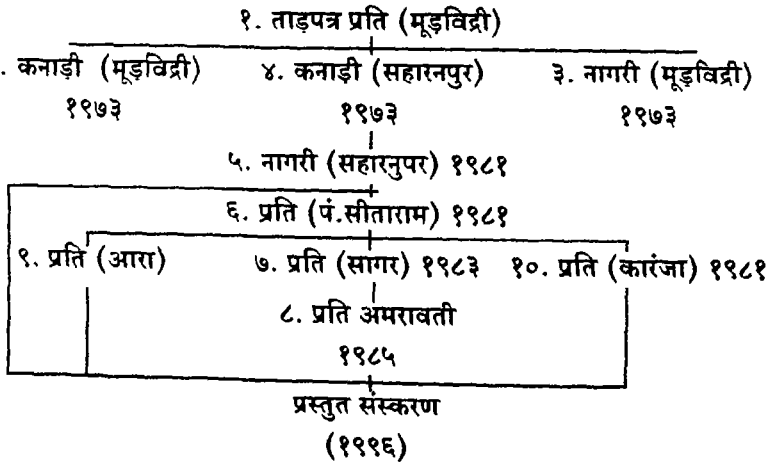 १. ताड़पत्र प्रति (मूड़विद्री)
. कनाड़ी (मूड़विद्री) ४. कनाड़ी (सहारनपुर) ३. नागरी (मूड़विद्री)
१९७३ १९७३ १९७३
५. नागरी (सहारनुपर) १९८१
६. प्रति (पं.सीताराम) १९८१
९. प्रति (आरा) ७. प्रति (सागर) १९८३ १०. प्रति (कारंजा) १९८१
८. प्रति अमरावती
१९८५
प्रस्तुत संस्करण
(१९९६)